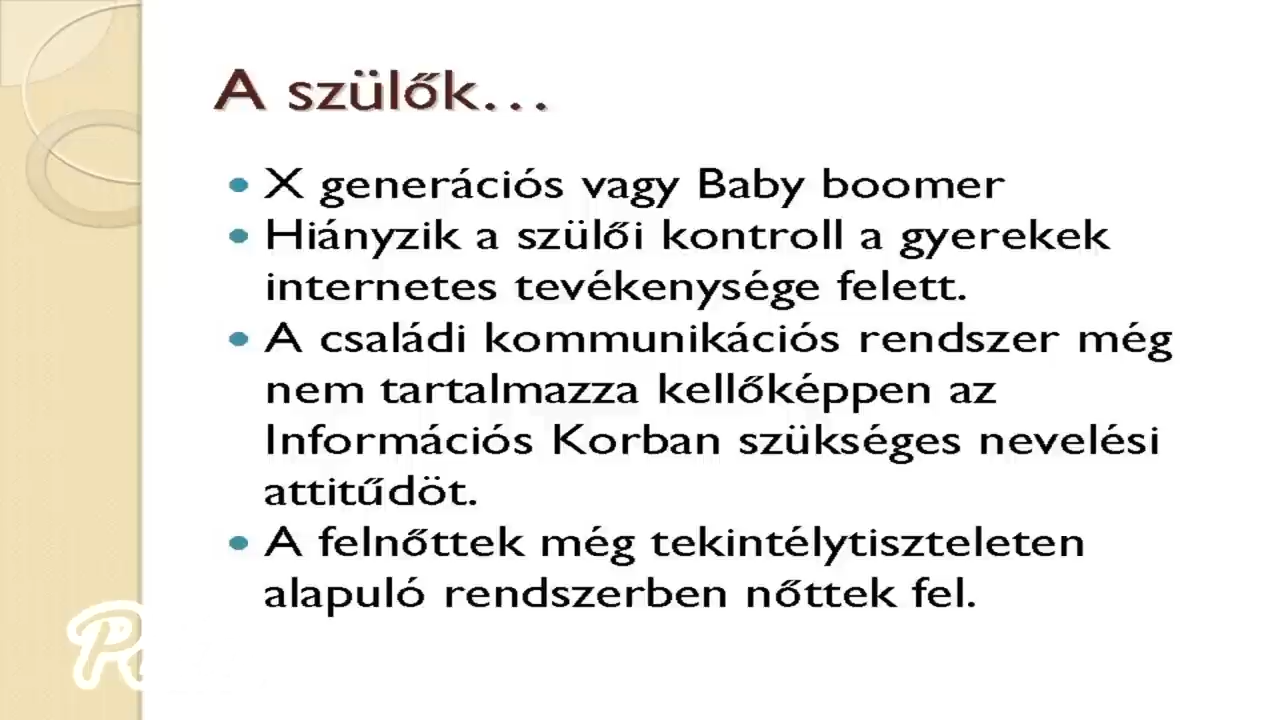 A szülők...
• X generációs vagy Baby boomer
• Hiányzik a szülői kontroll a gyerekek
internetes tevékenysége felett.
• A családi kommunikációs rendszer még
nem tartalmazza kellőképpen az
Információs Korban szükséges nevelési
attitűdöt.
• A felnőttek még tekintélytiszteleten
alapuló rendszerben nőttek fel.